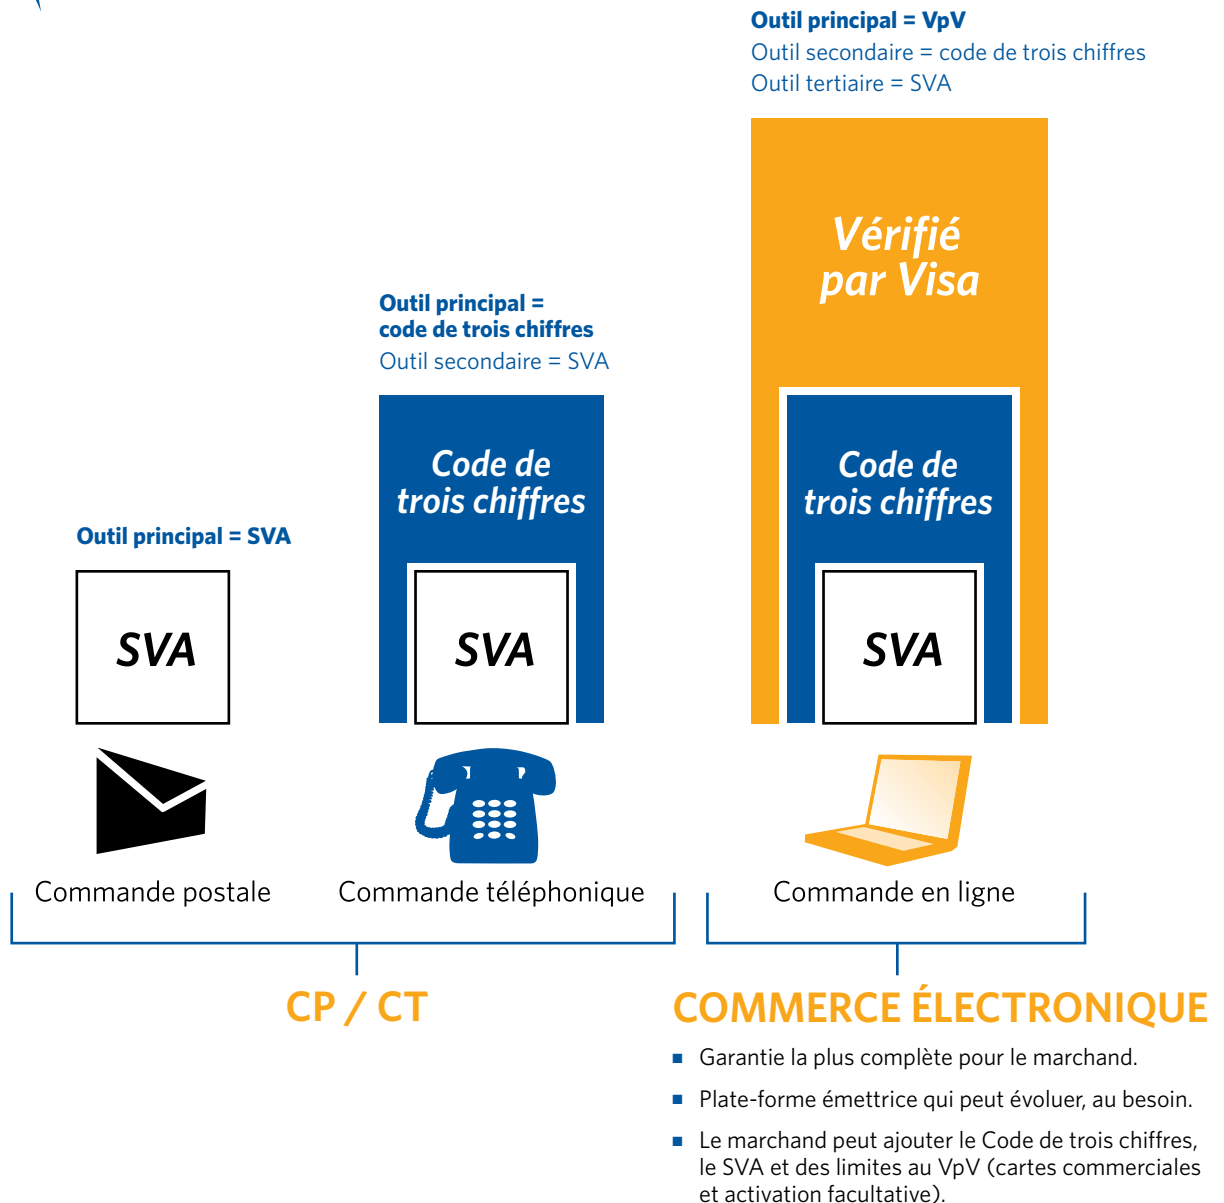 Outil principal = VpV
Outil secondaire = code de trois chiffres
Outil tertiaire = SVA
Vérifié
par Visa
Outil principal =
code de trois chiffres
Outil secondaire = SVA
Code de
trois chiffres
Code de
trois chiffres
Outil principal = SVA
SVA
SVA
SVA
Commande postale
Commande téléphonique
Commande en ligne
CP / CT
COMMERCE ÉLECTRONIQUE
■ Garantie la plus complète pour le marchand.
■ Plate-forme émettrice qui peut évoluer, au besoin.
■ Le marchand peut ajouter le Code de trois chiffres,
le SVA et des limites au VpV (cartes commerciales
et activation facultative).